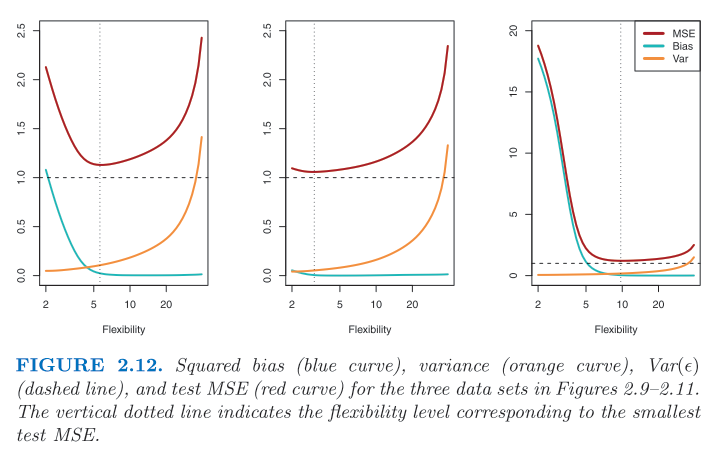 2.5
2.0
1.5
1.0
0.5
0.0
2 5 10 20
Flexibility
2.5
2.0
1.5
1.0
0.5
0.0
2 5 10 20
Flexibility
20
15
10
5
0
2 5 10 20
Flexibility
MSE
Bias
Var
FIGURE 2.12. Squared bias (blue curve), variance (orange curve), Var(ϵ)
(dashed line), and test MSE (red curve) for the three data sets in Figures 2.9–2.11.
The vertical dotted line indicates the flexibility level corresponding to the smallest
test MSE.